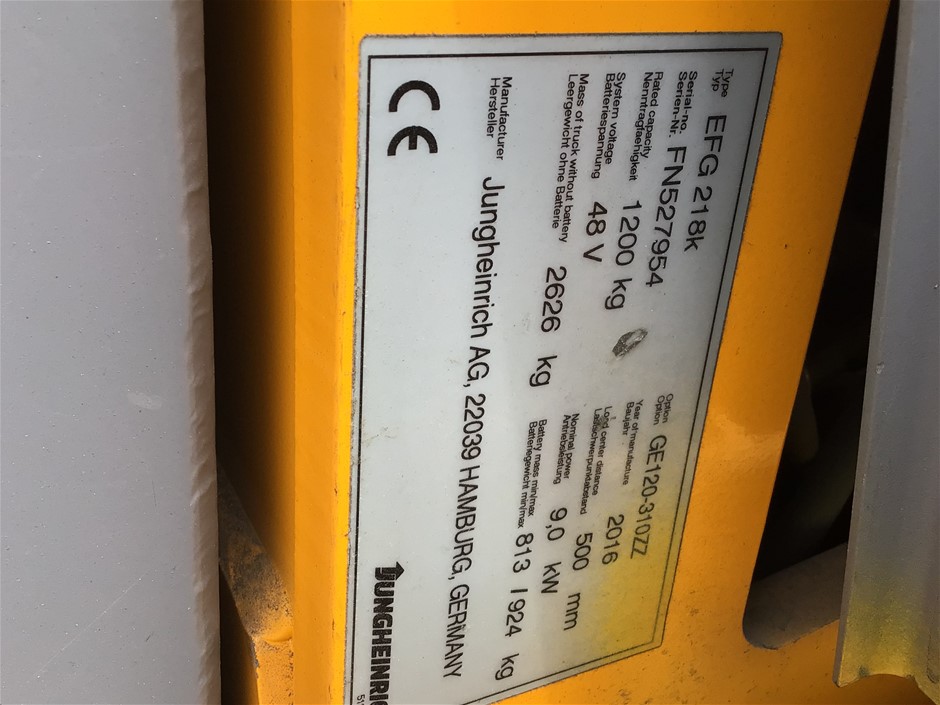 Type
Typ EFG 218k
Option
Option GE120-310ZZ
Serial-no.
Serien-Nr. FN527954
Year of manufacture
Baujahr 2016
Rated capacity
Nenntragfaehigkeit 1200 kg
Load center distance
Lastschwerpunktabstand 500 mm
System voltage
Batteriespannung 48 V
Nominal power
Antriebsleistung 9,0 kW
Mass of truck without battery
Leergewicht ohne Batterie 2626 kg
Battery mass min/max
Batteriegewicht min/max 813 / 924 kg
Manufacturer
Hersteller Jungheinrich AG, 22039 HAMBURG, GERMANY
CE
JUNGHEINRIC